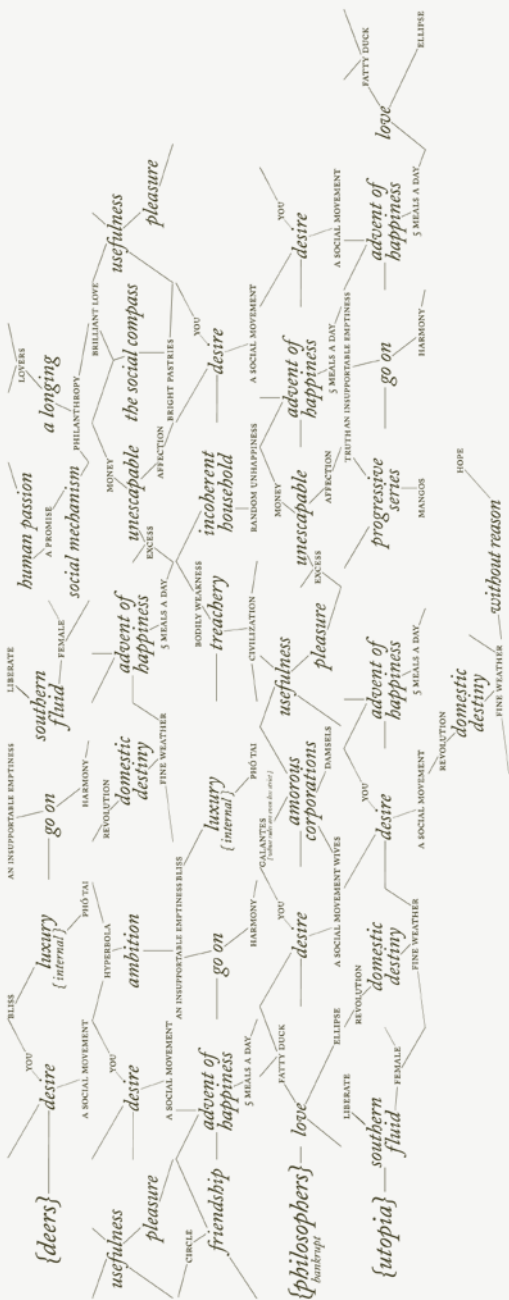 BLISS
AN INSUPPORTABLE EMPTINESS
LIBERATE
LOVERS
YOU
human passion
{deers}
desire
luxury
{internal}
go on
southern
fluid
A PROMISE
a longing
A SOCIAL MOVEMENT
PHÓ TAI
HARMONY
FEMALE
social mechanism
PHILANTHROPY
YOU
HYPERBOLA
REVOLUTION
MONEY
BRILLIANT LOVE
usefulness
desire
ambition
domestic
destiny
advent of
happiness
unescapable
the social compass
usefulness
pleasure
A SOCIAL MOVEMENT
FINE WEATHER
5 MEALS A DAY
EXCESS
AFFECTION
BRIGHT PASTRIES
pleasure
CIRCLE
AN INSUPPORTABLE EMPTINESS
BLISS
BODILY WEAKNESS
YOU
friendship
advent of
happiness
go on
luxury
{internal}
treachery
incoherent
household
desire
5 MEALS A DAY
HARMONY
PHÓ TAI
CIVILIZATION
RANDOM UNHAPPINESS
A SOCIAL MOVEMENT
FATTY DUCK
YOU
GALANTES
usefulness
MONEY
YOU
{philosophers}
bankrupt
love
desire
amorous
corporations
pleasure
unescapable
advent of
happiness
desire
ELLIPSE
A SOCIAL MOVEMENT
WIVES
DAMSELS
EXCESS
AFFECTION
5 MEALS A DAY
A SOCIAL MOVEMENT
LIBERATE
REVOLUTION
YOU
TRUTHAN INSUPPORTABLE EMPTINESS
FATTY DUCK
{utopia}
southern
fluid
domestic
destiny
desire
advent of
happiness
progressive
series
go on
advent of
happiness
love
FEMALE
FINE WEATHER
A SOCIAL MOVEMENT
5 MEALS A DAY
MANGOS
HARMONY
5 MEALS A DAY
ELLIPSE
REVOLUTION
HOPE
domestic
destiny
without reason
FINE WEATHER